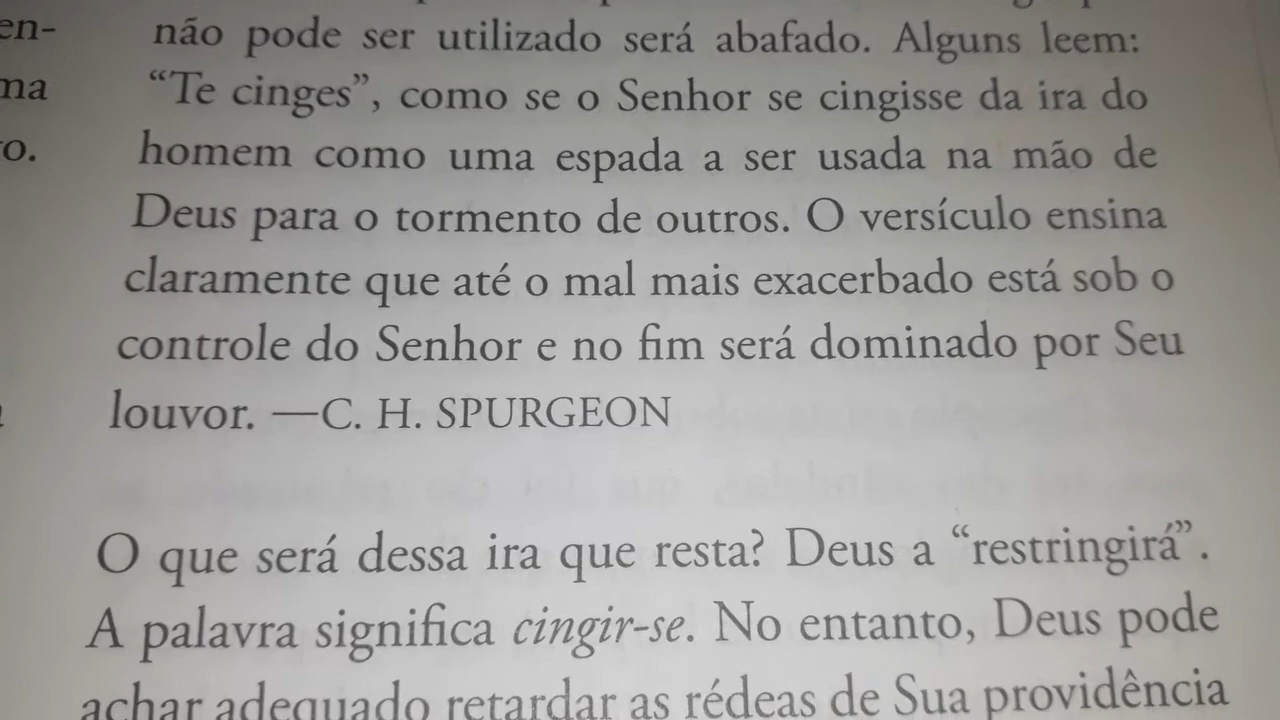 não pode ser utilizado será abafado. Alguns leem:
“Te cinges”, como se o Senhor se cingisse da ira do
homem como uma espada a ser usada na mão de
Deus para o tormento de outros. O versículo ensina
claramente que até o mal mais exacerbado está sob o
controle do Senhor e no fim será dominado por Seu
louvor. —C. H. SPURGEON
O que será dessa ira que resta? Deus a “restringirá”.
A palavra significa cingir-se. No entanto, Deus pode
achar adequado retardar as rédeas de Sua providência